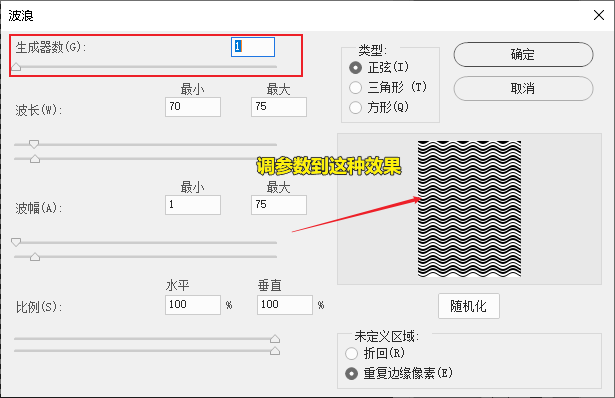 波浪
生成器数(G):
1
类型:
正弦(I)
三角形 (T)
方形(Q)
确定
取消
最小 最大
波长(W): 70 75
调参数到这种效果
最小 最大
波幅(A): 1 75
水平 垂直
比例(S): 100 % 100 %
随机化
未定义区域:
折回(R)
重复边缘像素(E)